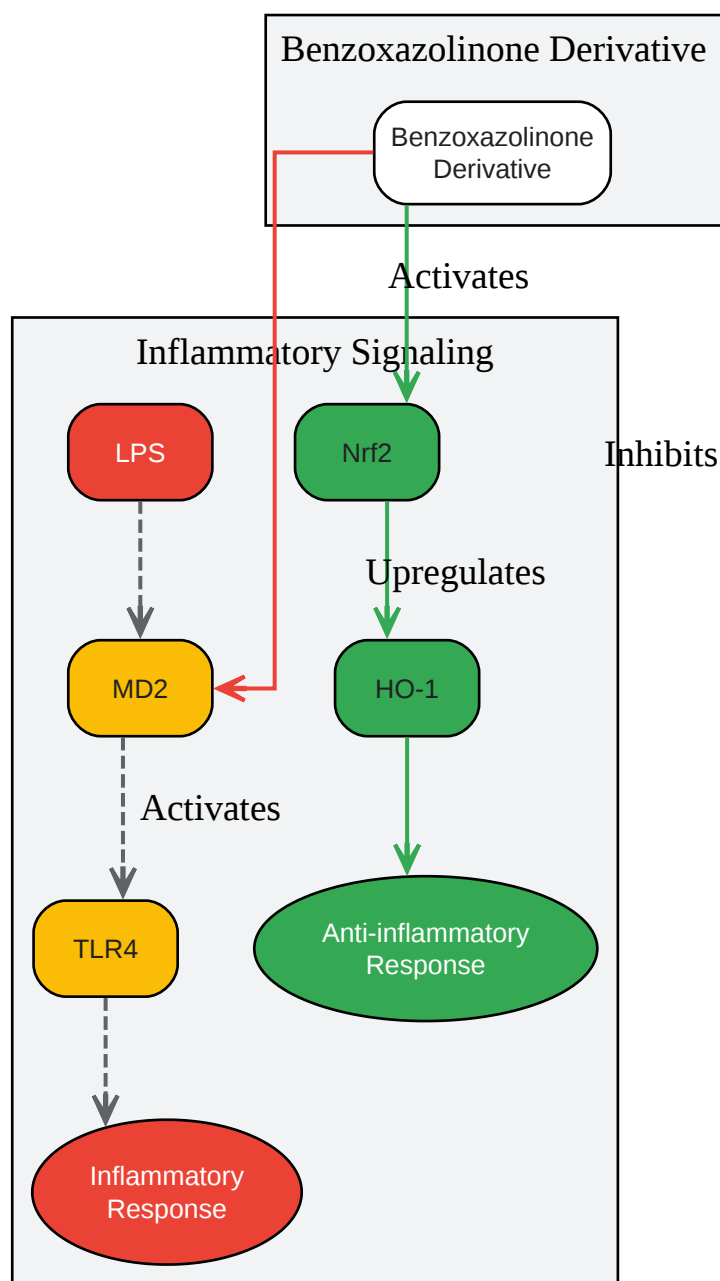 Benzoxazolinone Derivative
Benzoxazolinone
Derivative
Activates
Inflammatory Signaling
LPS
Nrf2
Inhibits
Upregulates
MD2
HO-1
Activates
TLR4
Anti-inflammatory
Response
Inflammatory
Response